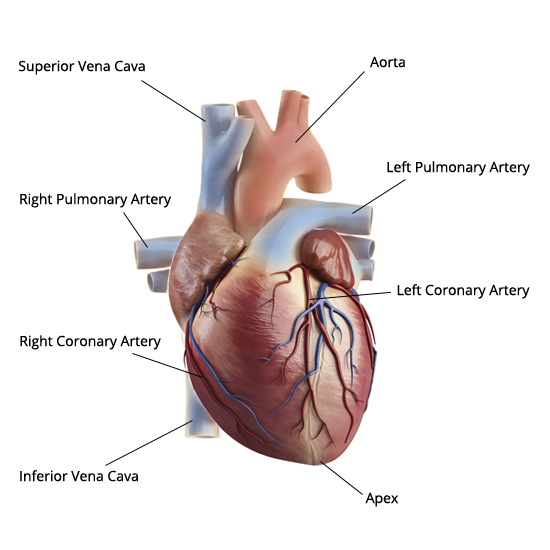 Superior Vena Cava
Aorta
Left Pulmonary Artery
Right Pulmonary Artery
Left Coronary Artery
Right Coronary Artery
Inferior Vena Cava
Apex